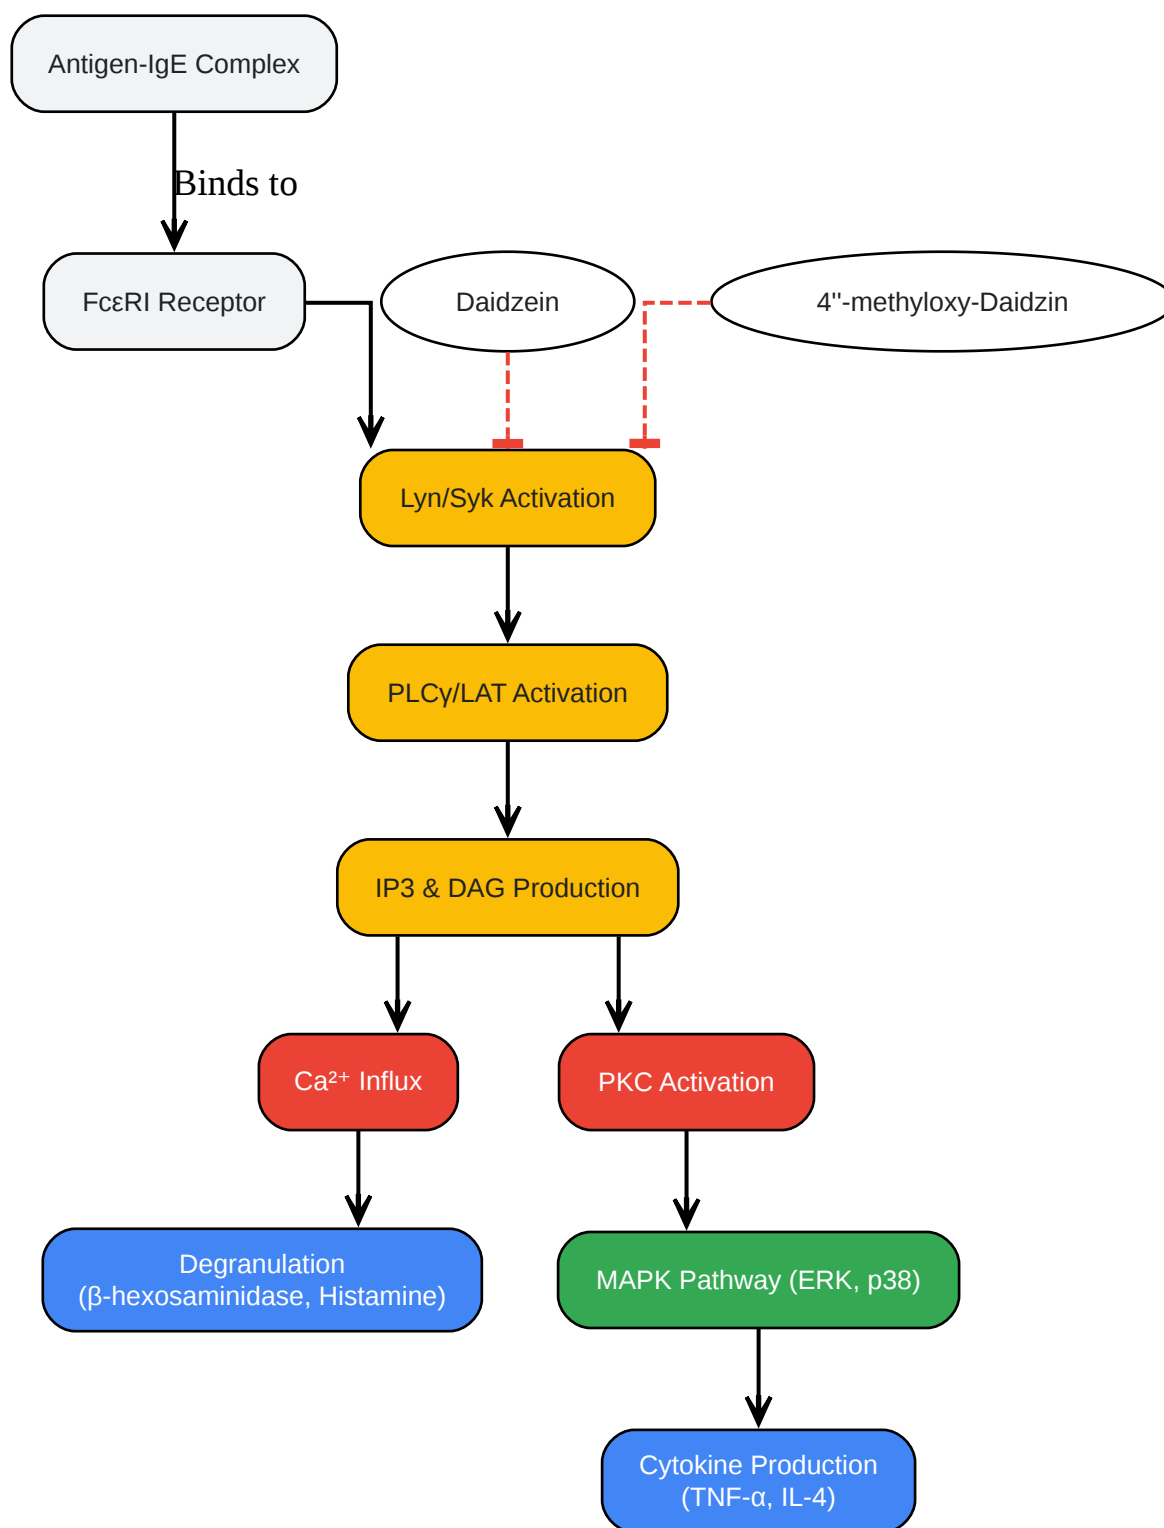 Antigen-IgE Complex
Binds to
FcεRI Receptor
Daidzein
4''-methyloxy-Daidzin
Lyn/Syk Activation
PLCγ/LAT Activation
IP3 & DAG Production
Ca²⁺ Influx
PKC Activation
Degranulation
(β-hexosaminidase, Histamine)
MAPK Pathway (ERK, p38)
Cytokine Production
(TNF-α, IL-4)